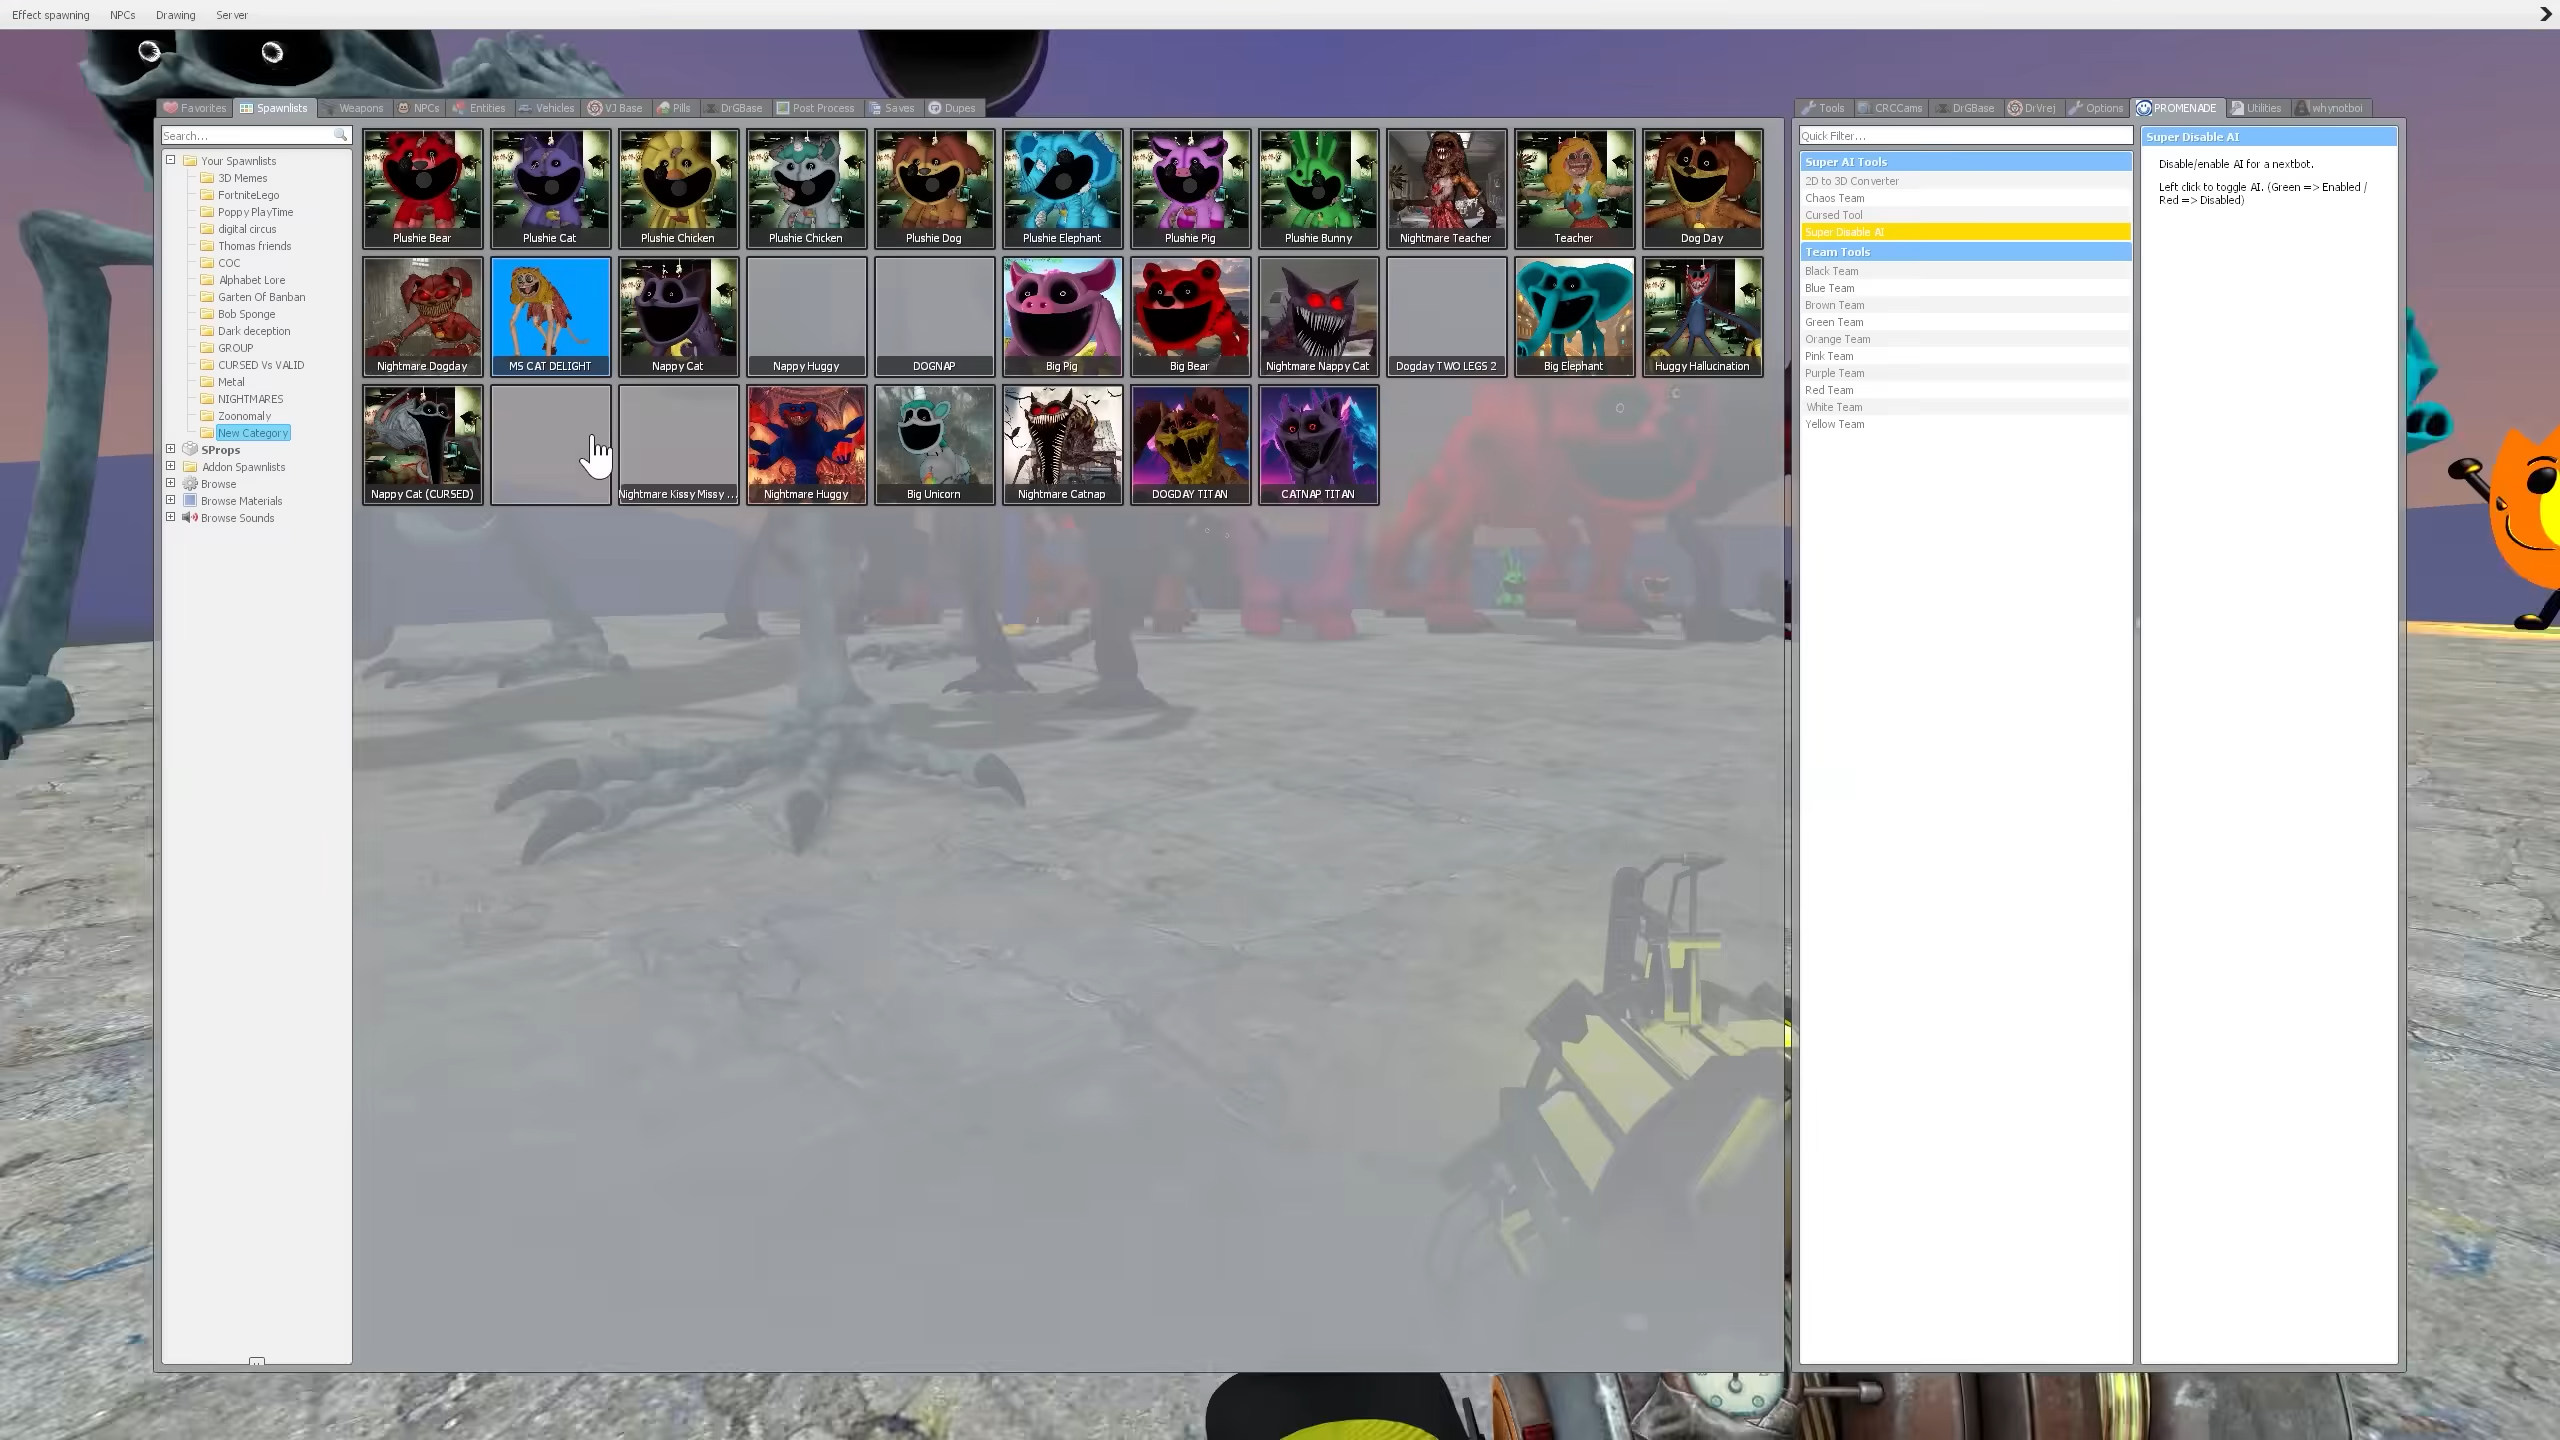 Effect spawning NPCs Drawing Server
Favorites Spawnlists Weapons NPCs Entities Vehicles VJ Base Pills DrGBase Post Process Saves Dupes
Search...
Your Spawnlists
3D Memes
FortniteLego
Poppy PlayTime
digital circus
Thomas friends
COC
Alphabet Lore
Garten Of Banban
Bob Sponge
Dark deception
GROUP
CURSED Vs VALID
Metal
NIGHTMARES
Zoonomaly
New Category
SProps
Addon Spawnlists
Browse
Browse Materials
Browse Sounds
Plushie Bear Plushie Cat Plushie Chicken Plushie Chicken Plushie Dog Plushie Elephant Plushie Pig Plushie Bunny Nightmare Teacher Teacher Dog Day
Nightmare Dogday MS CAT DELIGHT Nappy Cat Nappy Huggy DOGNAP Big Pig Big Bear Nightmare Nappy Cat Dogday TWO LEGS 2 Big Elephant Huggy Hallucination
Nappy Cat (CURSED) Nightmare Kissy Missy ... Nightmare Huggy Big Unicorn Nightmare Catnap DOGDAY TITAN CATNAP TITAN
Tools CRCCams DrGBase DrVrej Options PROMENADE Utilities whynotboi
Quick Filter...
Super AI Tools
2D to 3D Converter
Chaos Team
Cursed Tool
Super Disable AI
Team Tools
Black Team
Blue Team
Brown Team
Green Team
Orange Team
Pink Team
Purple Team
Red Team
White Team
Yellow Team
Super Disable AI
Disable/enable AI for a nextbot.
Left click to toggle AI. (Green => Enabled /
Red => Disabled)